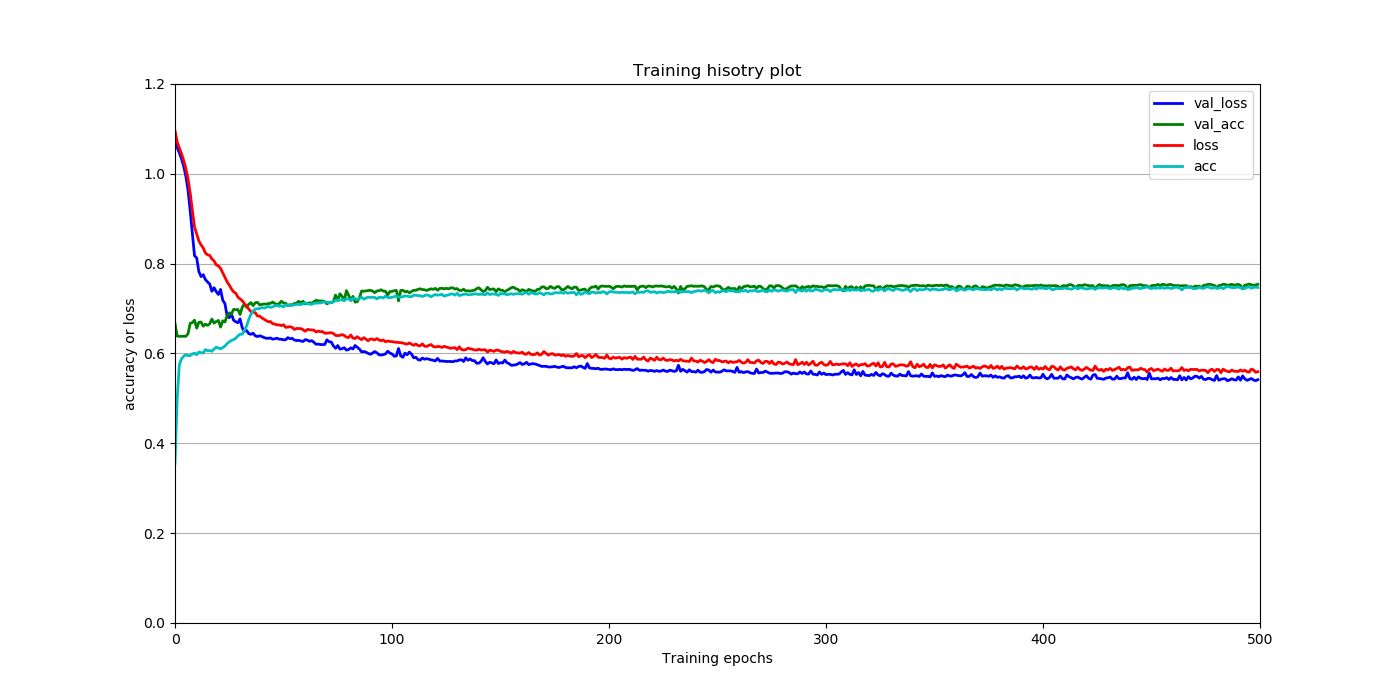 Training hisotry plot
1.2
1.0
0.8
0.6
0.4
0.2
0.0
accuracy or loss
val_loss
val_acc
loss
acc
0 100 200 300 400 500
Training epochs